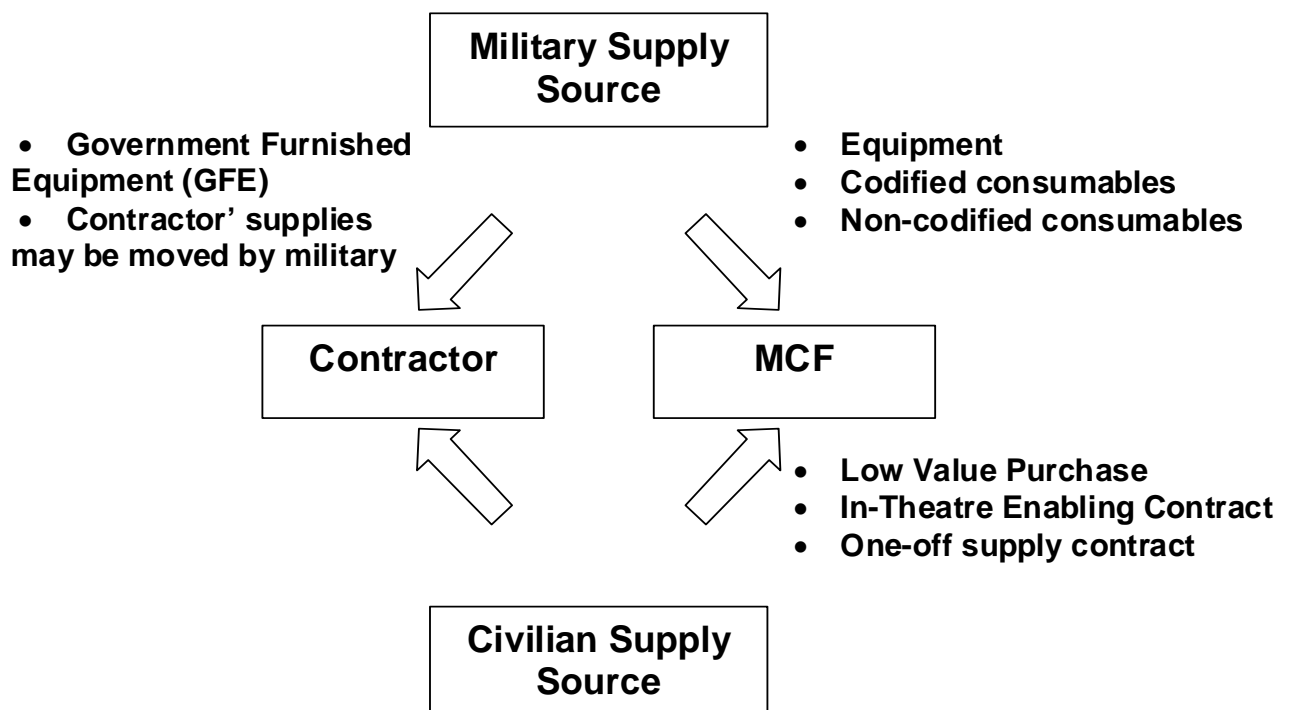 Military Supply
Source
• Government Furnished
Equipment (GFE)
• Contractor’ supplies
may be moved by military
• Equipment
• Codified consumables
• Non-codified consumables
Contractor
MCF
• Low Value Purchase
• In-Theatre Enabling Contract
• One-off supply contract
Civilian Supply
Source